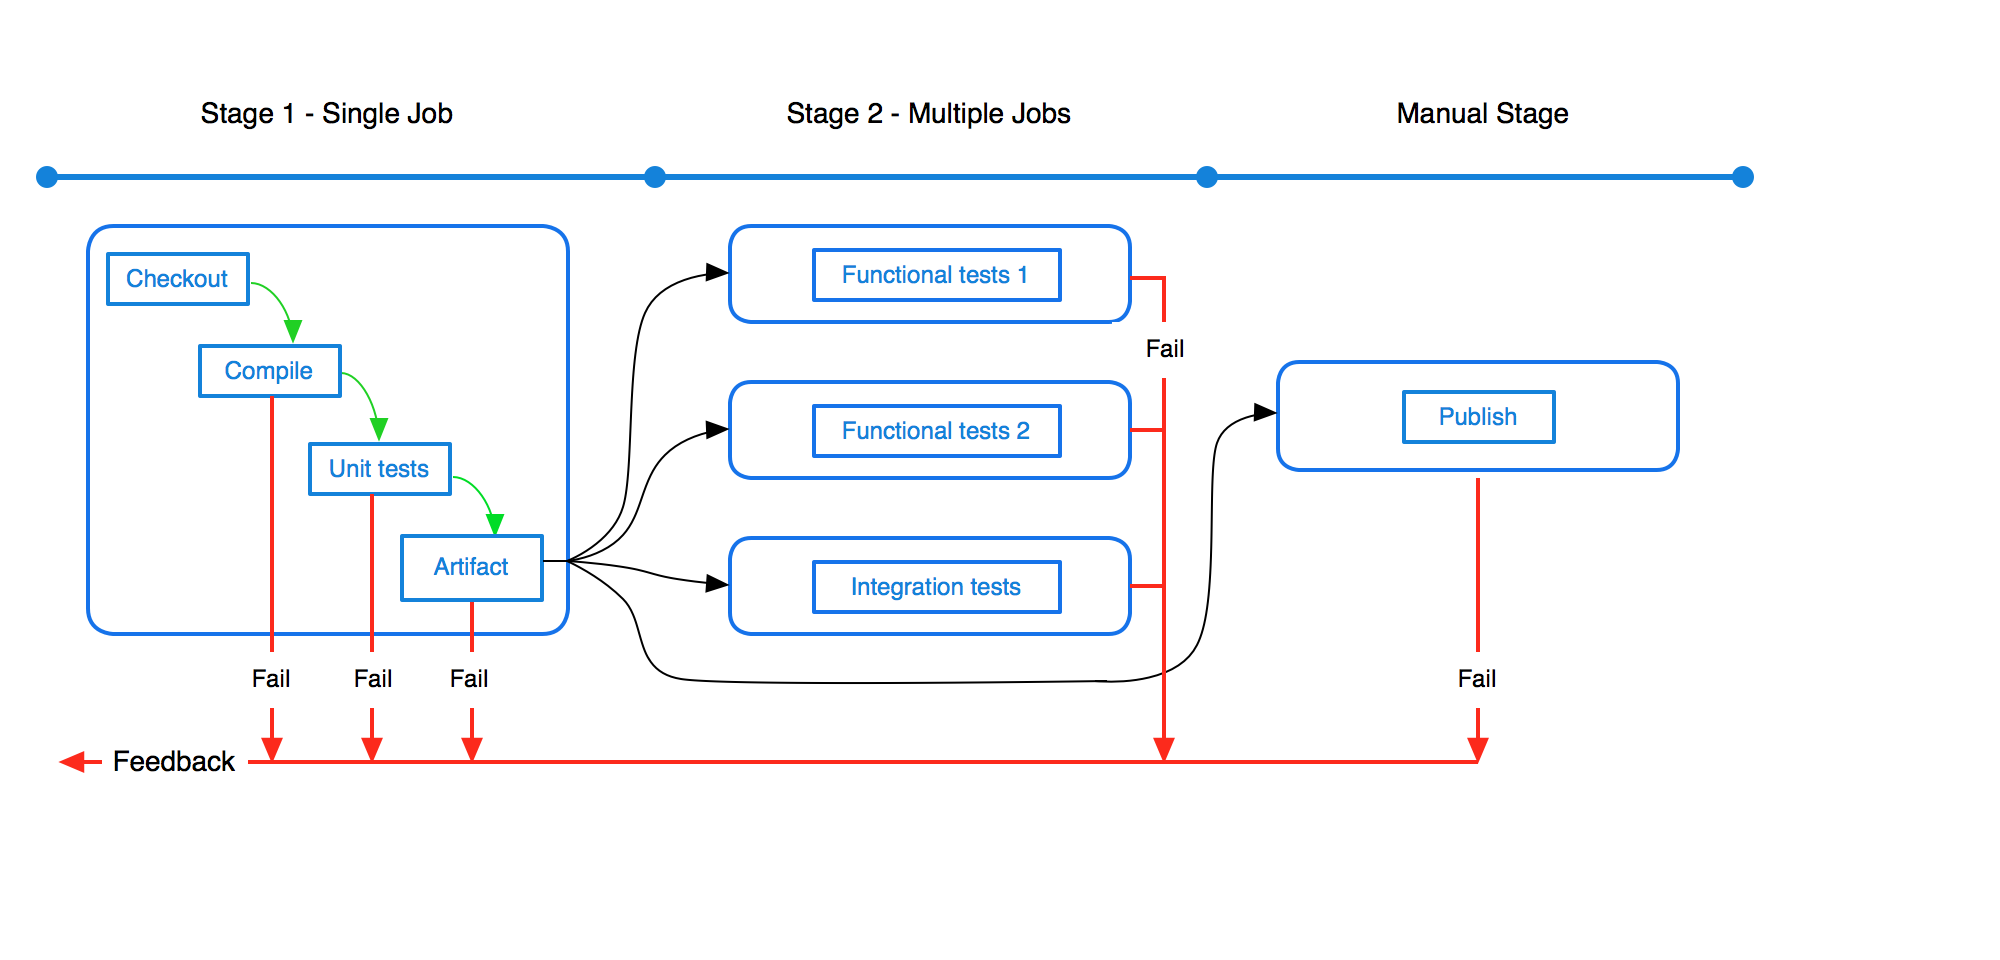 Stage 1 - Single Job
Stage 2 - Multiple Jobs
Manual Stage
Checkout
Compile
Unit tests
Artifact
Functional tests 1
Functional tests 2
Integration tests
Publish
Fail
Fail
Fail
Fail
Fail
Feedback